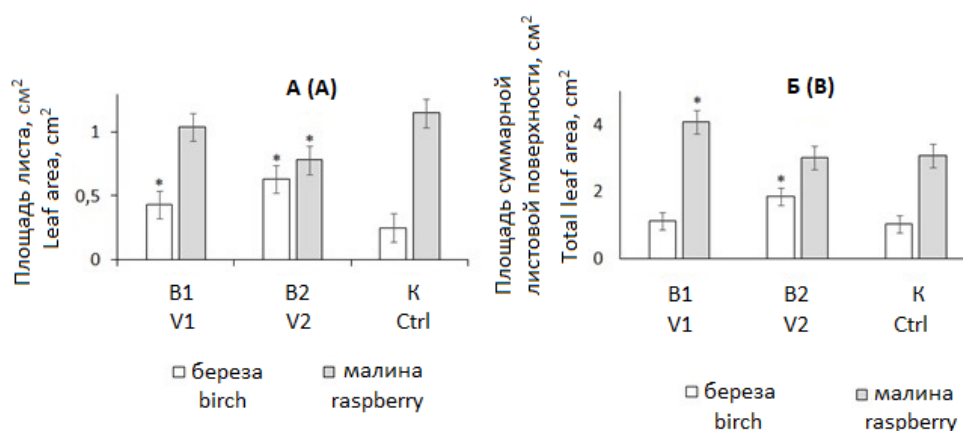 Площадь листа, см²
Leaf area, cm²
А (A)
1
0,5
0
В1
V1
В2
V2
К
Ctrl
береза
birch
малина
raspberry
Площадь суммарной
листовой поверхности, см²
Total leaf area, cm²
Б (B)
4
2
0
*
*
*
*
*
В1
V1
В2
V2
К
Ctrl
береза
birch
малина
raspberry